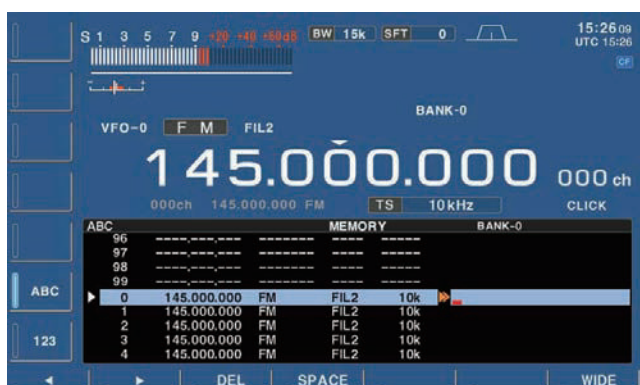 S 1 3 5 7 9 +20 +40 +60dB BW 15k SFT 0 15:26 09
UTC 15:26
CF
BANK-0
VFO-0 FM FIL2
145.000.000 000 ch
000ch 145.000.000 FM TS 10kHz CLICK
ABC MEMORY BANK-0
96 ----.---.--- ------- ---- -----
97 ----.---.--- ------- ---- -----
98 ----.---.--- ------- ---- -----
99 ----.---.--- ------- ---- -----
ABC
0 145.000.000 FM FIL2 10k
1 145.000.000 FM FIL2 10k
2 145.000.000 FM FIL2 10k
123
3 145.000.000 FM FIL2 10k
4 145.000.000 FM FIL2 10k
DEL SPACE WIDE